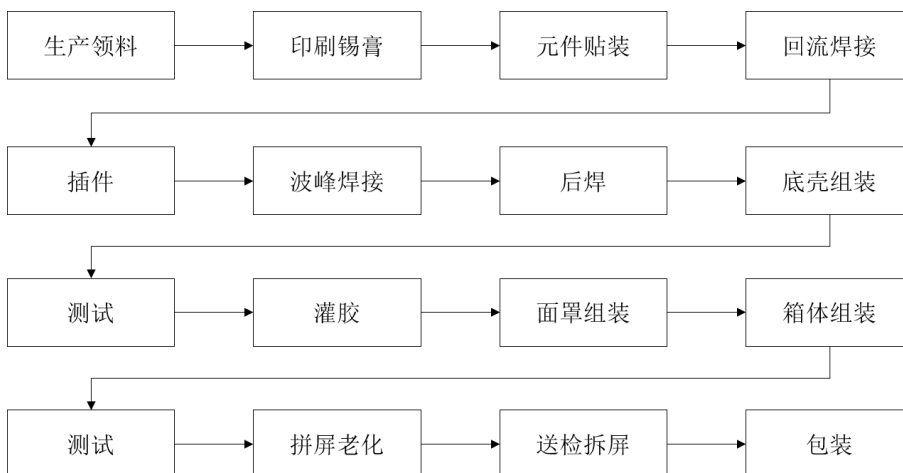 生产领料
印刷锡膏
元件贴装
回流焊接
插件
波峰焊接
后焊
底壳组装
测试
灌胶
面罩组装
箱体组装
测试
拼屏老化
送检拆屏
包装